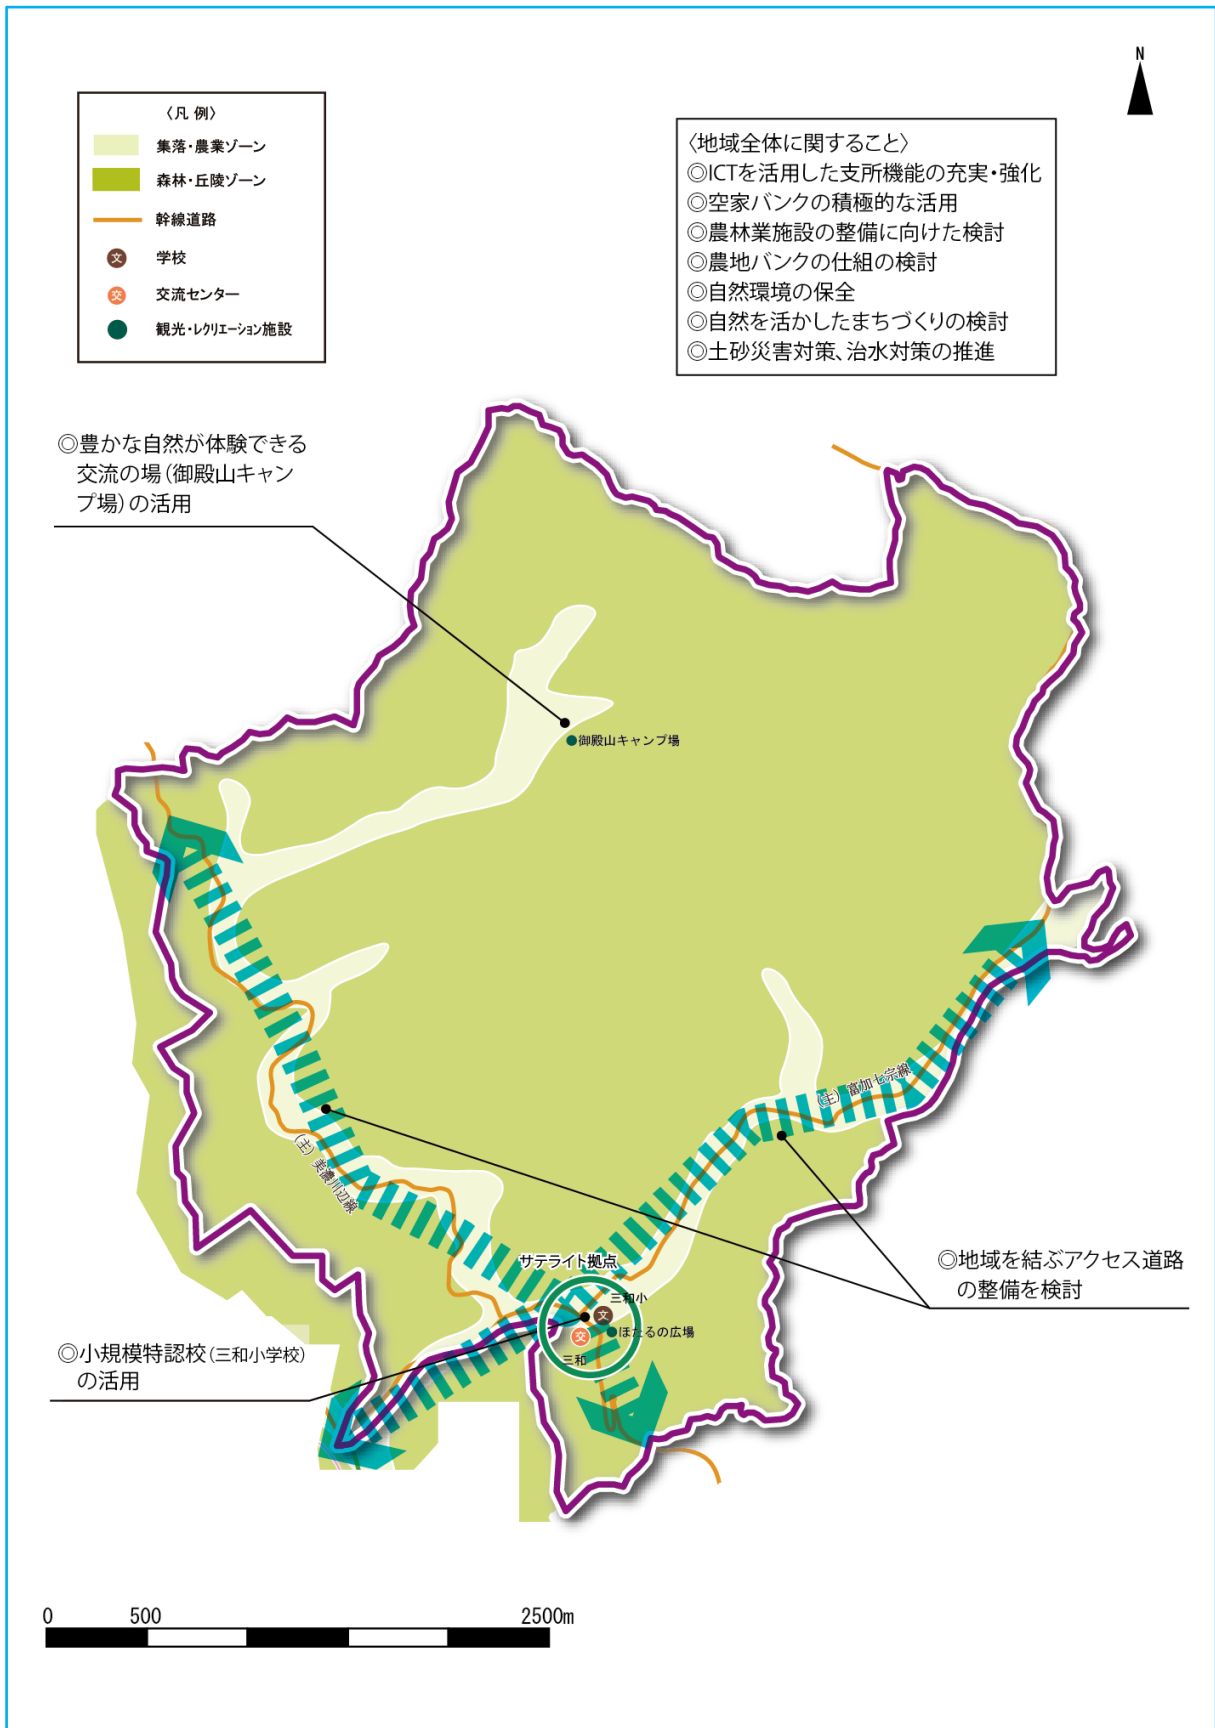 N
〈凡 例〉
集落・農業ゾーン
森林・丘陵ゾーン
幹線道路
文 学校
交 交流センター
観光・レクリエーション施設
〈地域全体に関すること〉
◎ICTを活用した支所機能の充実・強化
◎空家バンクの積極的な活用
◎農林業施設の整備に向けた検討
◎農地バンクの仕組の検討
◎自然環境の保全
◎自然を活かしたまちづくりの検討
◎土砂災害対策、治水対策の推進
◎豊かな自然が体験できる
交流の場(御殿山キャン
プ場)の活用
御殿山キャンプ場
(主)富加七宗線
(主)美濃川辺線
サテライト拠点
三和小
文
ほたるの広場
交
三和
◎地域を結ぶアクセス道路
の整備を検討
◎小規模特認校(三和小学校)
の活用
0 500 2500m